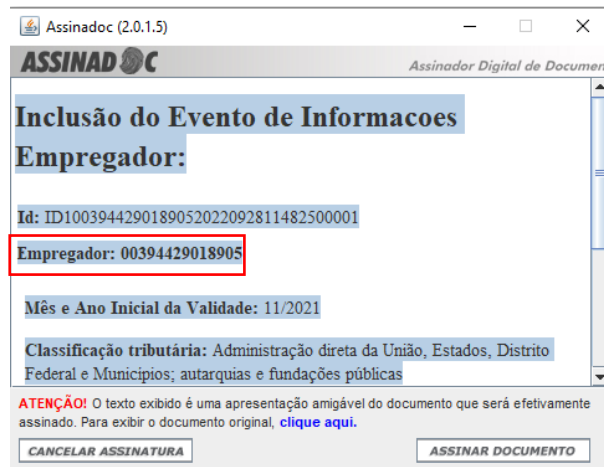 Assinadoc (2.0.1.5)
ASSINADOC
Assinador Digital de Documen
Inclusão do Evento de Informacoes
Empregador:
Id: ID1003944290189052022092811482500001
Empregador: 00394429018905
Mês e Ano Inicial da Validade: 11/2021
Classificação tributária: Administração direta da União, Estados, Distrito
Federal e Municípios; autarquias e fundações públicas
ATENÇÃO! O texto exibido é uma apresentação amigável do documento que será efetivamente
assinado. Para exibir o documento original, clique aqui.
CANCELAR ASSINATURA
ASSINAR DOCUMENTO